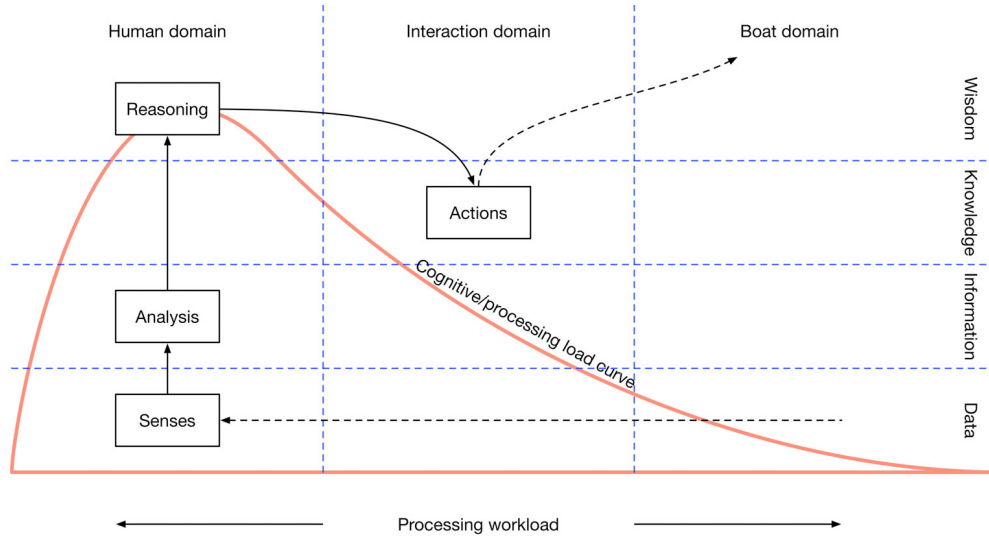 Human domain
Interaction domain
Boat domain
Reasoning
Wisdom
Actions
Knowledge
Analysis
Cognitive/processing load curve
Information
Senses
Data
Processing workload